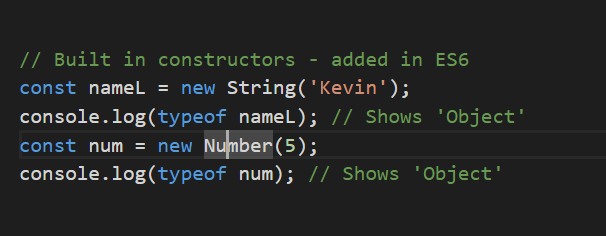 // Built in constructors - added in ES6
const nameL = new String('Kevin');
console.log(typeof nameL); // Shows 'Object'
const num = new Number(5);
console.log(typeof num); // Shows 'Object'